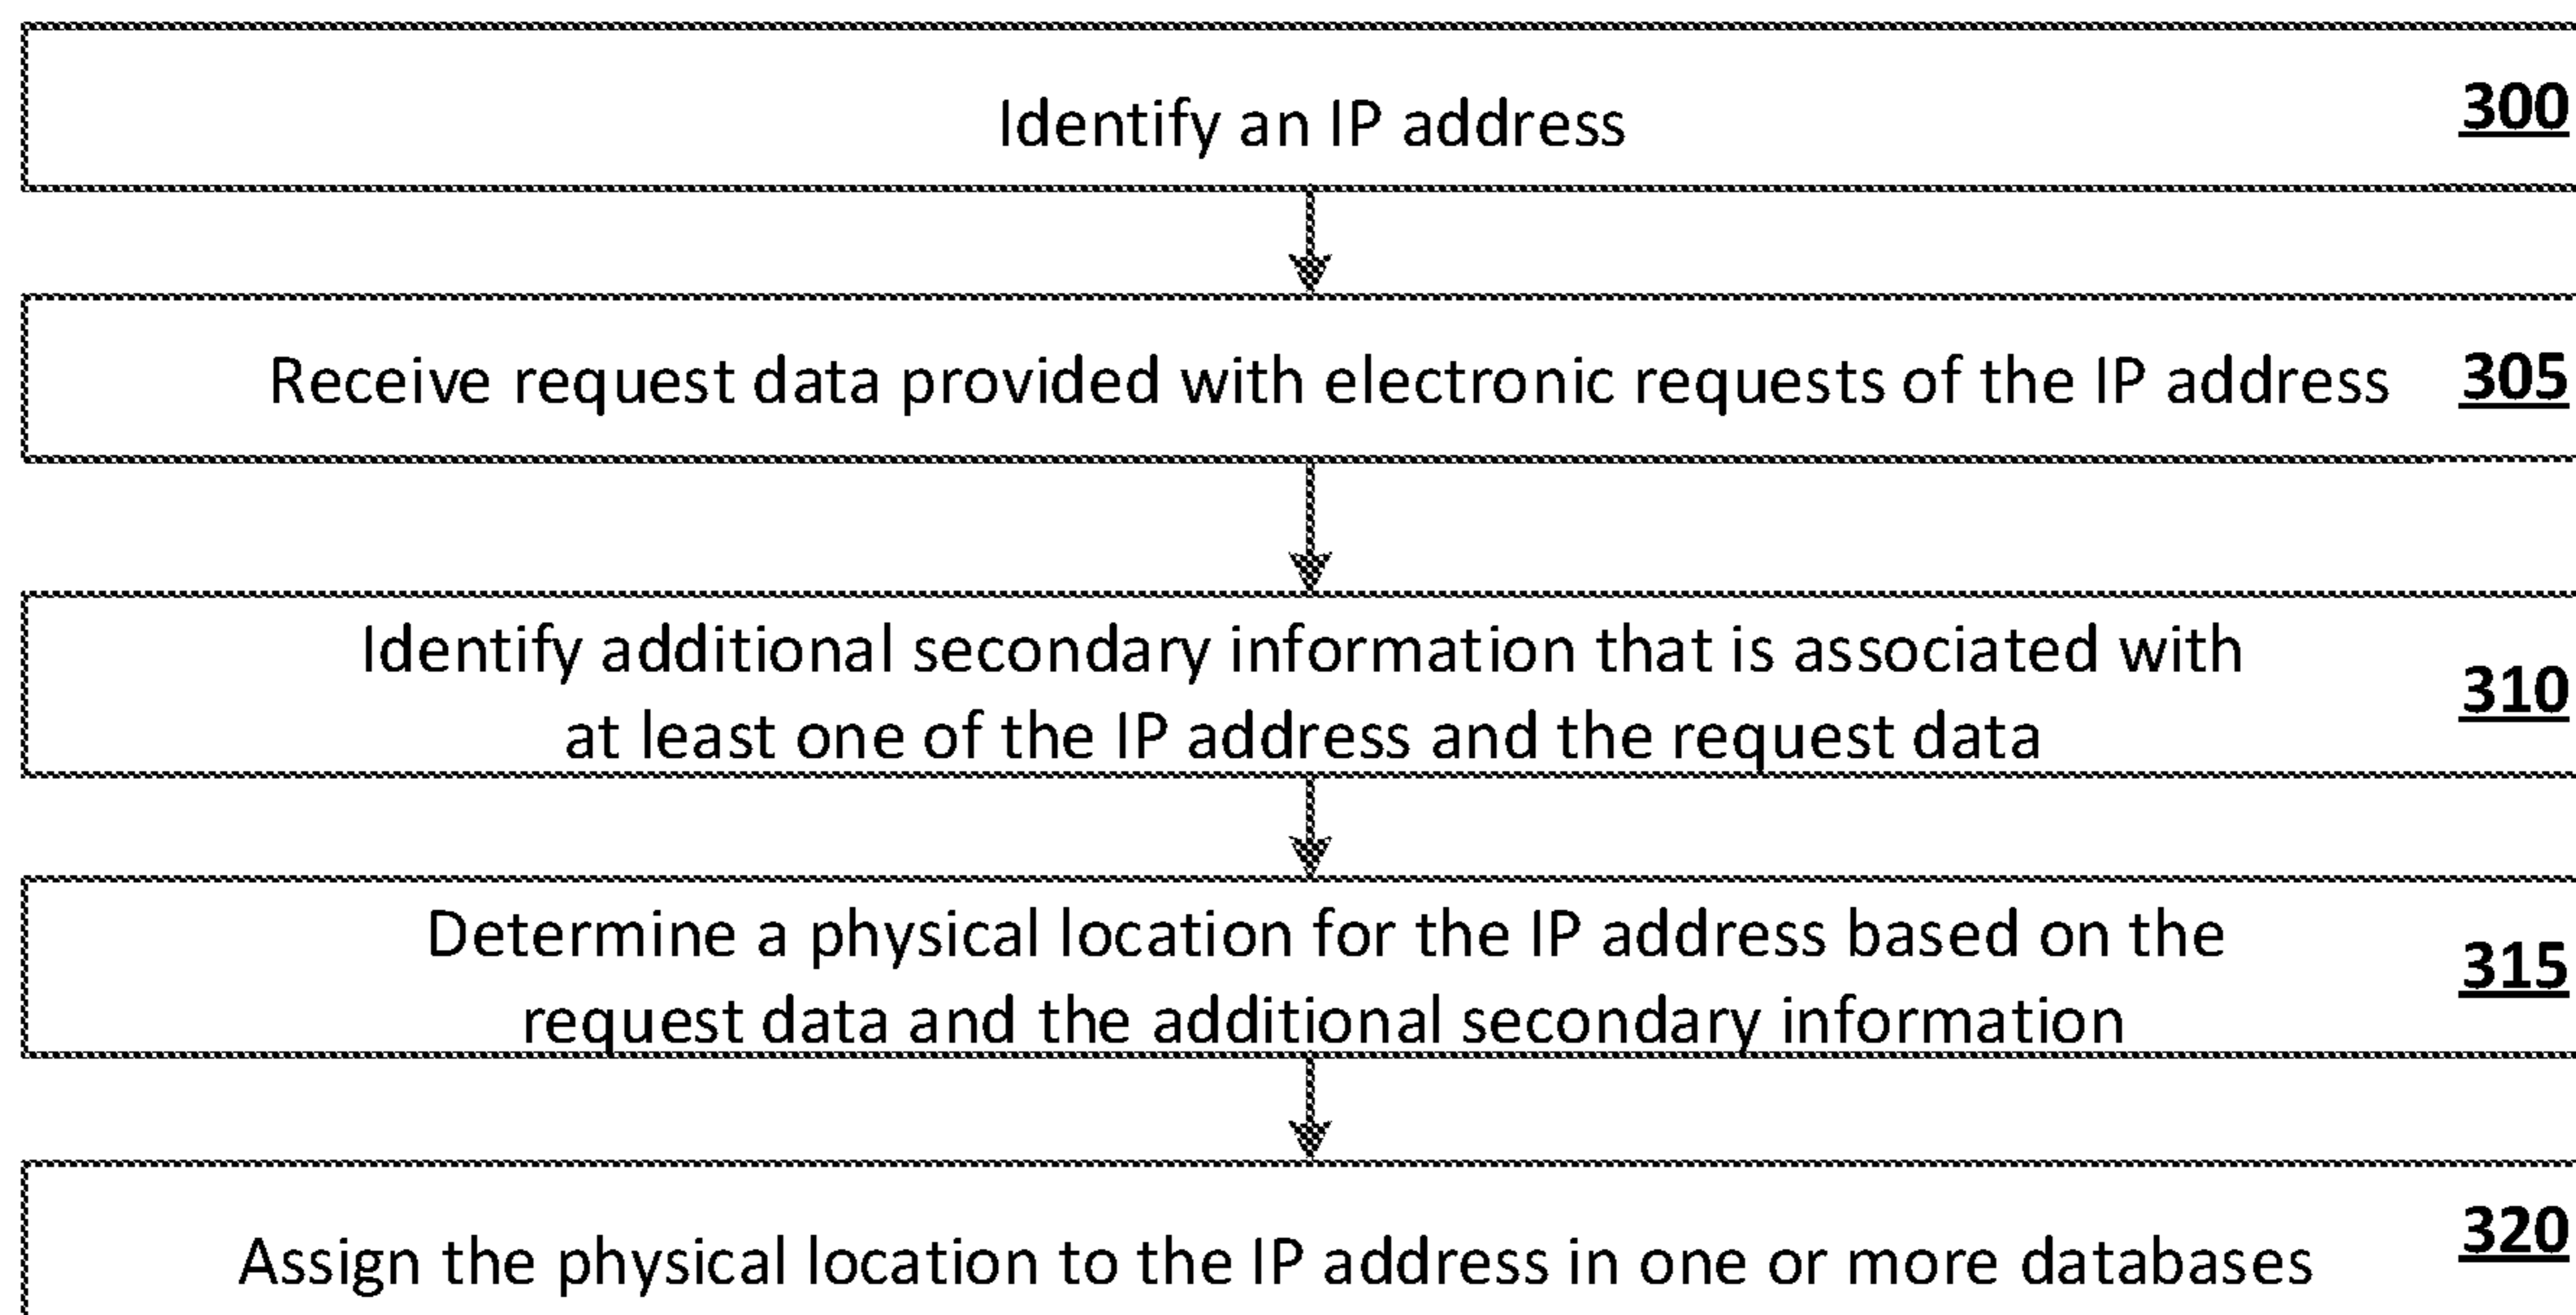 Identify an IP address 300
Receive request data provided with electronic requests of the IP address 305
Identify additional secondary information that is associated with
at least one of the IP address and the request data 310
Determine a physical location for the IP address based on the
request data and the additional secondary information 315
Assign the physical location to the IP address in one or more databases 320